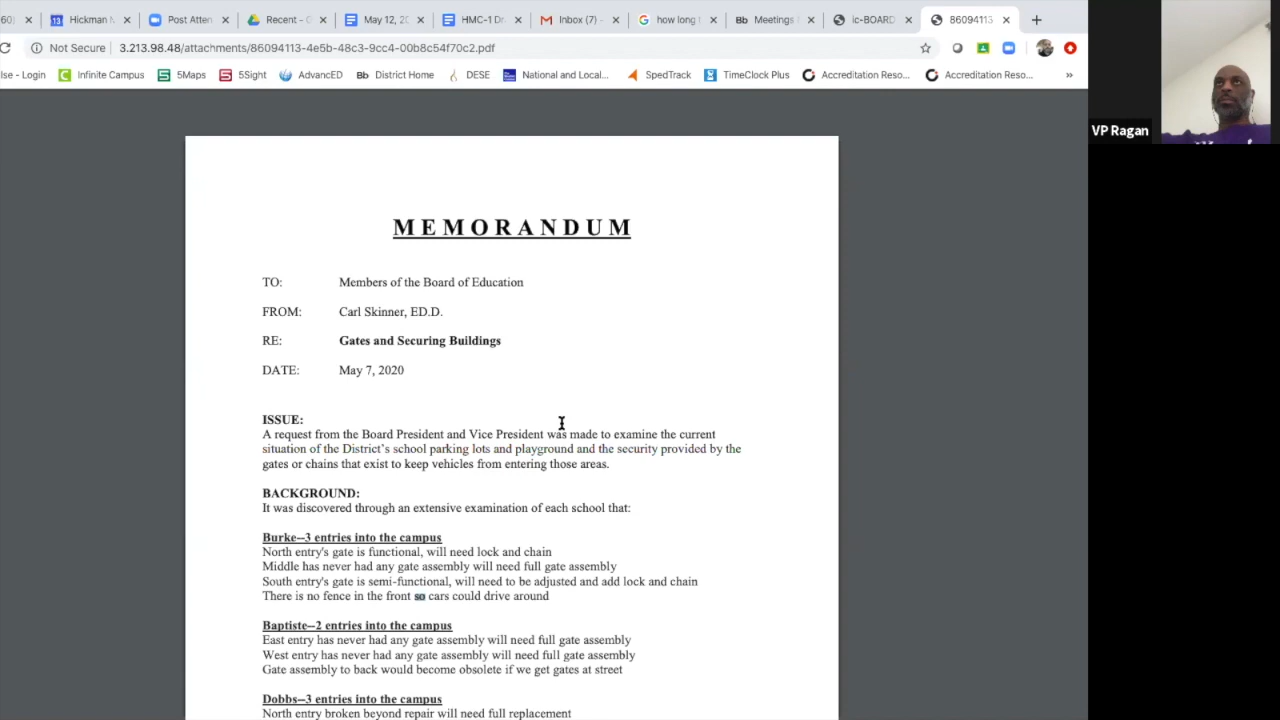 60:
Hickman M
Post Atten
Recent - G
May 12, 20
HMC-1 Dr
Inbox (7) -
how long
Meetings
ic-BOARD
86094113
Not Secure
3.213.98.48/attachments/86094113-4e5b-48c3-9cc4-00b8c54f70c2.pdf
lse - Login
Infinite Campus
5Maps
5Sight
AdvancED
Bb District Home
DESE
National and Local...
SpedTrack
TimeClock Plus
Accreditation Reso...
Accreditation Reso...
»
VP Ragan
MEMORANDUM
TO: Members of the Board of Education
FROM: Carl Skinner, ED.D.
RE: Gates and Securing Buildings
DATE: May 7, 2020
ISSUE:
A request from the Board President and Vice President was made to examine the current
situation of the District's school parking lots and playground and the security provided by the
gates or chains that exist to keep vehicles from entering those areas.
BACKGROUND:
It was discovered through an extensive examination of each school that:
Burke--3 entries into the campus
North entry's gate is functional, will need lock and chain
Middle has never had any gate assembly will need full gate assembly
South entry's gate is semi-functional, will need to be adjusted and add lock and chain
There is no fence in the front so cars could drive around
Baptiste--2 entries into the campus
East entry has never had any gate assembly will need full gate assembly
West entry has never had any gate assembly will need full gate assembly
Gate assembly to back would become obsolete if we get gates at street
Dobbs--3 entries into the campus
North entry broken beyond repair will need full replacement